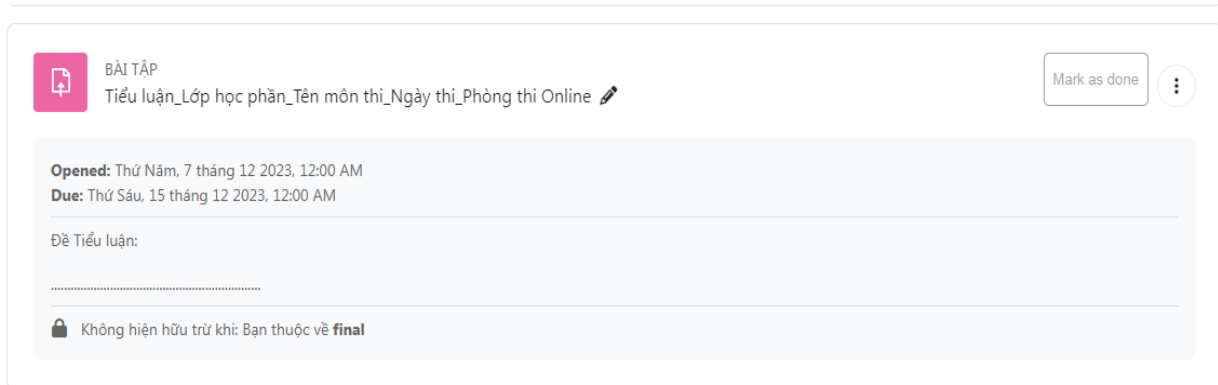 BÀI TẬP
Tiểu luận_Lớp học phần_Tên môn thi_Ngày thi_Phòng thi Online
Mark as done
Opened: Thứ Năm, 7 tháng 12 2023, 12:00 AM
Due: Thứ Sáu, 15 tháng 12 2023, 12:00 AM
Đề Tiểu luận:
................................................................
Không hiện hữu trừ khi: Bạn thuộc về final